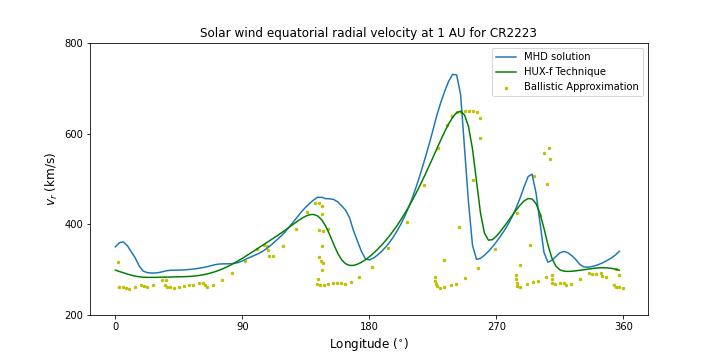 Solar wind equatorial radial velocity at 1 AU for CR2223
MHD solution
HUX-f Technique
Ballistic Approximation
800
600
400
200
v_r (km/s)
0 90 180 270 360
Longitude (°)